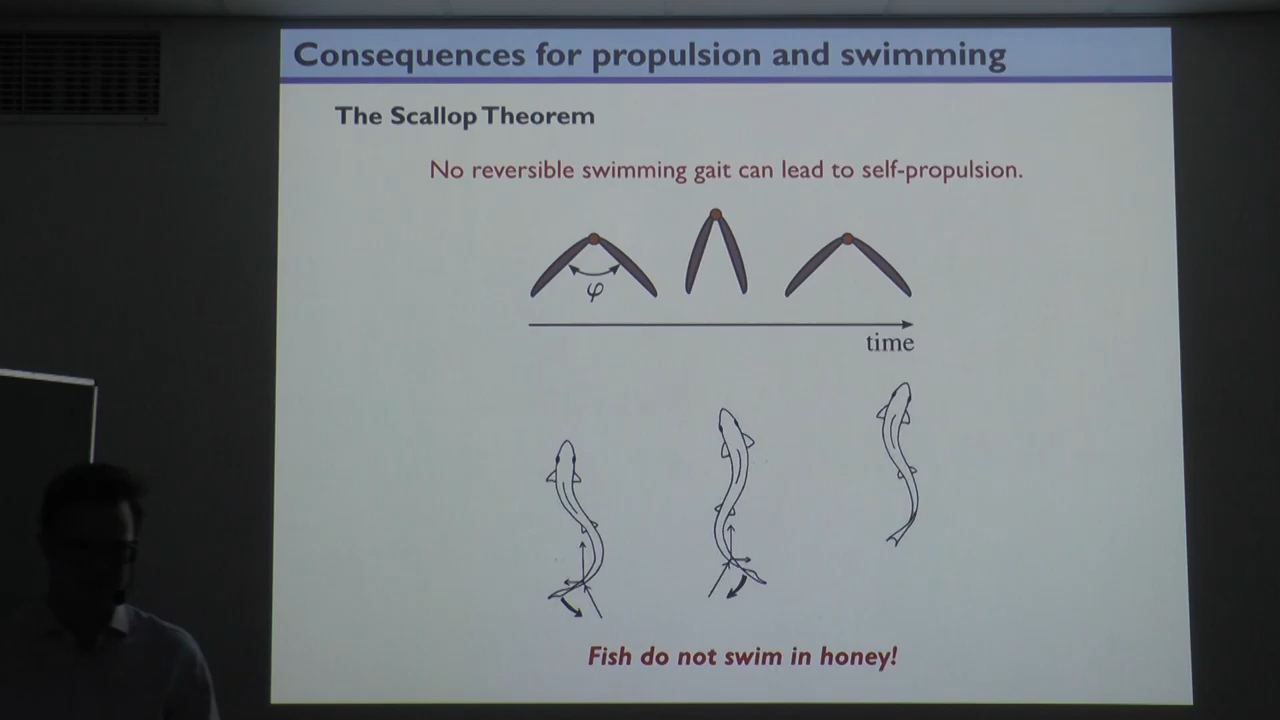 Consequences for propulsion and swimming
The Scallop Theorem
No reversible swimming gait can lead to self-propulsion.
φ
time
Fish do not swim in honey!